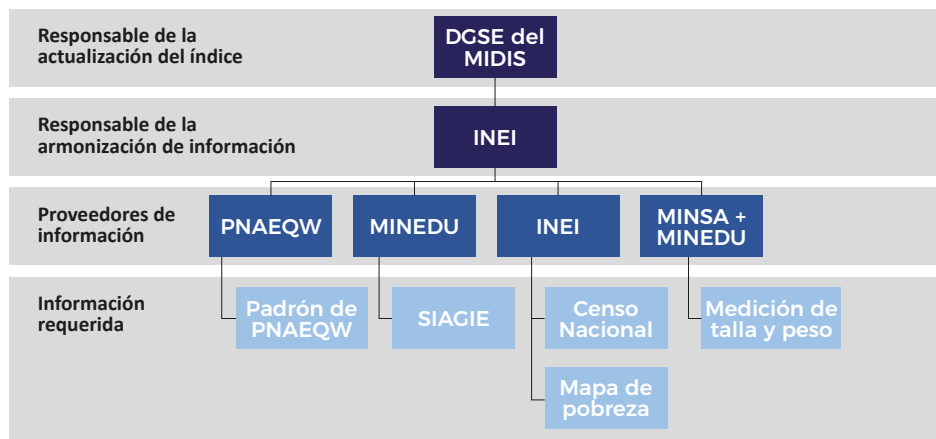 Responsable de la
actualización del índice
DGSE del
MIDIS
Responsable de la
armonización de información
INEI
Proveedores de
información
PNAEQW
MINEDU
INEI
MINSA +
MINEDU
Información
requerida
Padrón de
PNAEQW
SIAGIE
Censo
Nacional
Medición de
talla y peso
Mapa de
pobreza